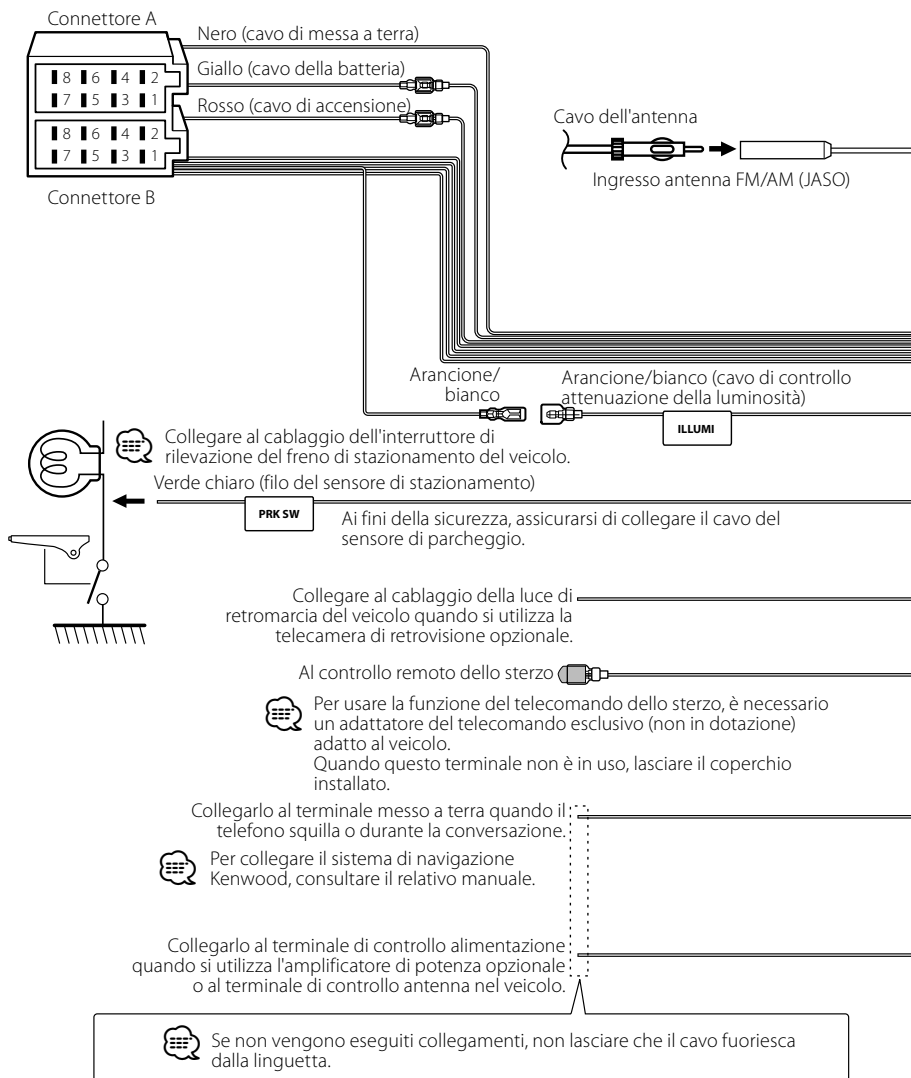 Connettore A
Nero (cavo di messa a terra)
Giallo (cavo della batteria)
Rosso (cavo di accensione)
8 6 4 2
7 5 3 1
8 6 4 2
7 5 3 1
Connettore B
Cavo dell'antenna
Ingresso antenna FM/AM (JASO)
Arancione/
bianco
Arancione/bianco (cavo di controllo
attenuazione della luminosità)
ILLUMI
Collegare al cablaggio dell'interruttore di
rilevazione del freno di stazionamento del veicolo.
Verde chiaro (filo del sensore di stazionamento)
PRK SW
Ai fini della sicurezza, assicurarsi di collegare il cavo del
sensore di parcheggio.
Collegare al cablaggio della luce di
retromarcia del veicolo quando si utilizza la
telecamera di retrovisione opzionale.
Al controllo remoto dello sterzo
Per usare la funzione del telecomando dello sterzo, è necessario
un adattatore del telecomando esclusivo (non in dotazione)
adatto al veicolo.
Quando questo terminale non è in uso, lasciare il coperchio
installato.
Collegarlo al terminale messo a terra quando il
telefono squilla o durante la conversazione.
Per collegare il sistema di navigazione
Kenwood, consultare il relativo manuale.
Collegarlo al terminale di controllo alimentazione
quando si utilizza l'amplificatore di potenza opzionale
o al terminale di controllo antenna nel veicolo.
Se non vengono eseguiti collegamenti, non lasciare che il cavo fuoriesca
dalla linguetta.